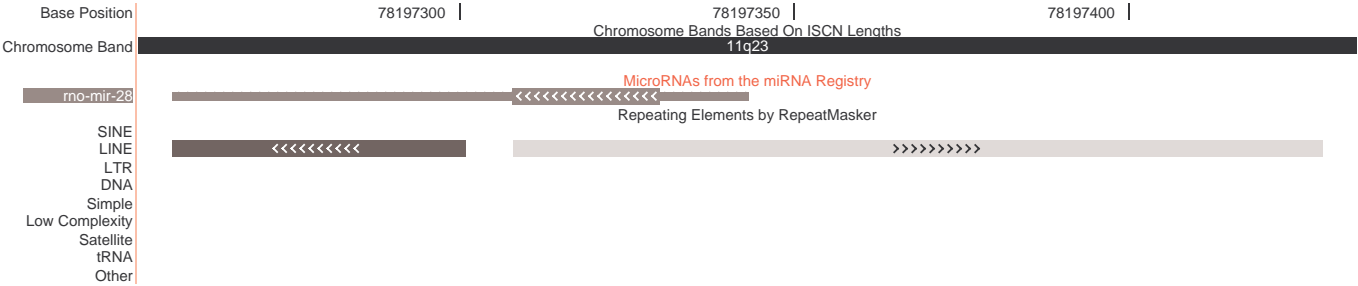 Base Position 78197300 78197350 78197400
Chromosome Bands Based On ISCN Lengths
Chromosome Band 11q23
MicroRNAs from the miRNA Registry
rno-mir-28 <<<<<<<<<<<<<<<<
Repeating Elements by RepeatMasker
SINE
LINE <<<<<<<<<< >>>>>>>>>>
LTR
DNA
Simple
Low Complexity
Satellite
tRNA
Other